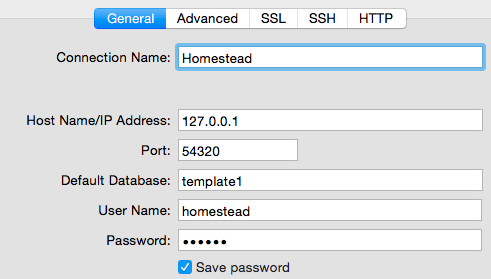 General Advanced SSL SSH HTTP
Connection Name: Homestead
Host Name/IP Address: 127.0.0.1
Port: 54320
Default Database: template1
User Name: homestead
Password: ••••••
Save password